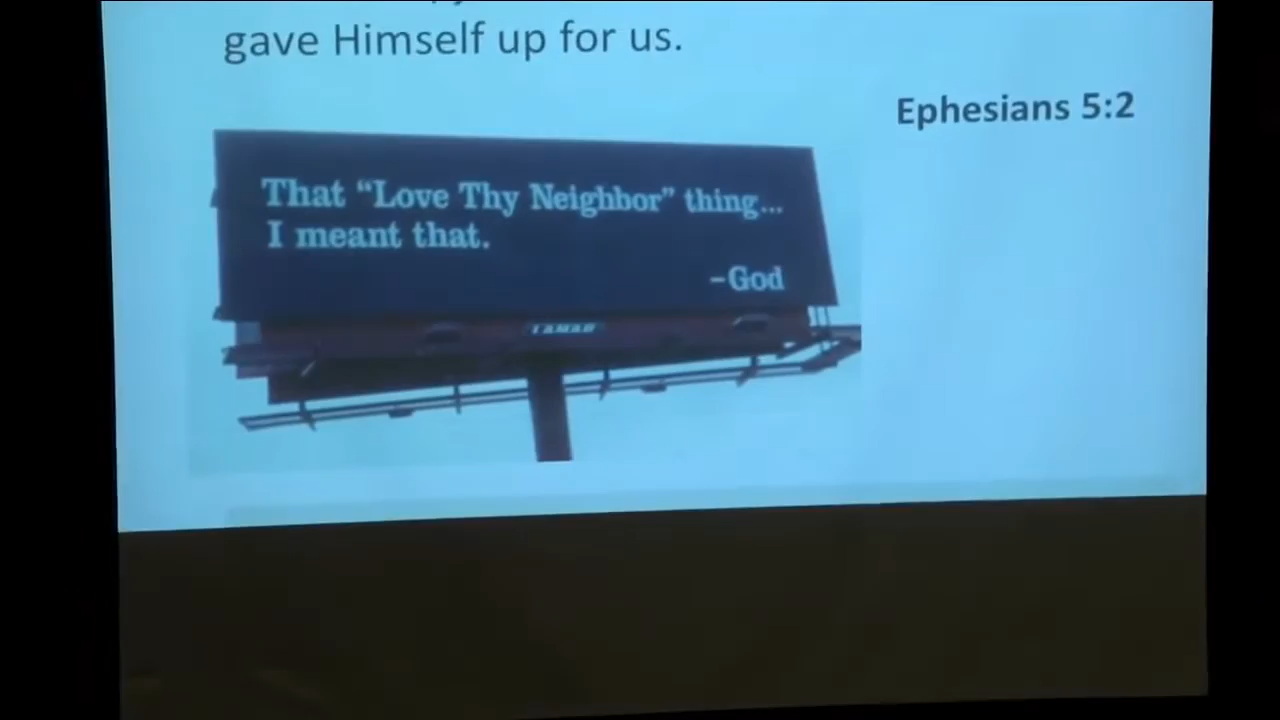 gave Himself up for us.
Ephesians 5:2
That “Love Thy Neighbor” thing...
I meant that.
–God